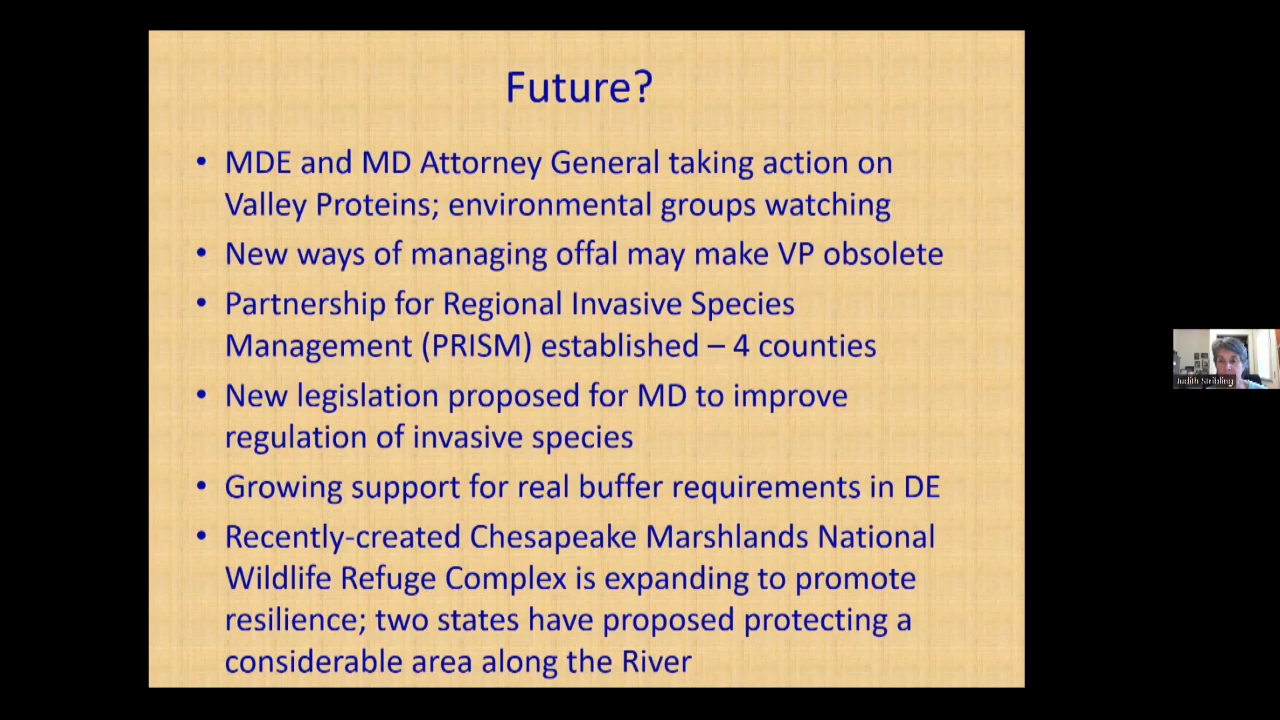 Future?
• MDE and MD Attorney General taking action on
Valley Proteins; environmental groups watching
• New ways of managing offal may make VP obsolete
• Partnership for Regional Invasive Species
Management (PRISM) established – 4 counties
• New legislation proposed for MD to improve
regulation of invasive species
• Growing support for real buffer requirements in DE
• Recently-created Chesapeake Marshlands National
Wildlife Refuge Complex is expanding to promote
resilience; two states have proposed protecting a
considerable area along the River
Judith Stribling